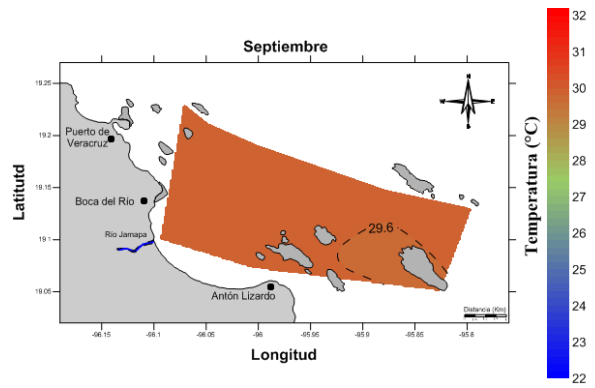 Septiembre
32
31
30
29
28
27
26
25
24
23
22
Temperatura (°C)
19.25
19.2
19.15
19.1
19.05
Latitutd
N
W
E
S
Puerto de
Veracruz
Boca del Río
Río Jamapa
Antón Lizardo
29.6
Distancia (Km)
-96.15
-96.1
-96.05
-96
-95.95
-95.9
-95.85
-95.8
Longitud